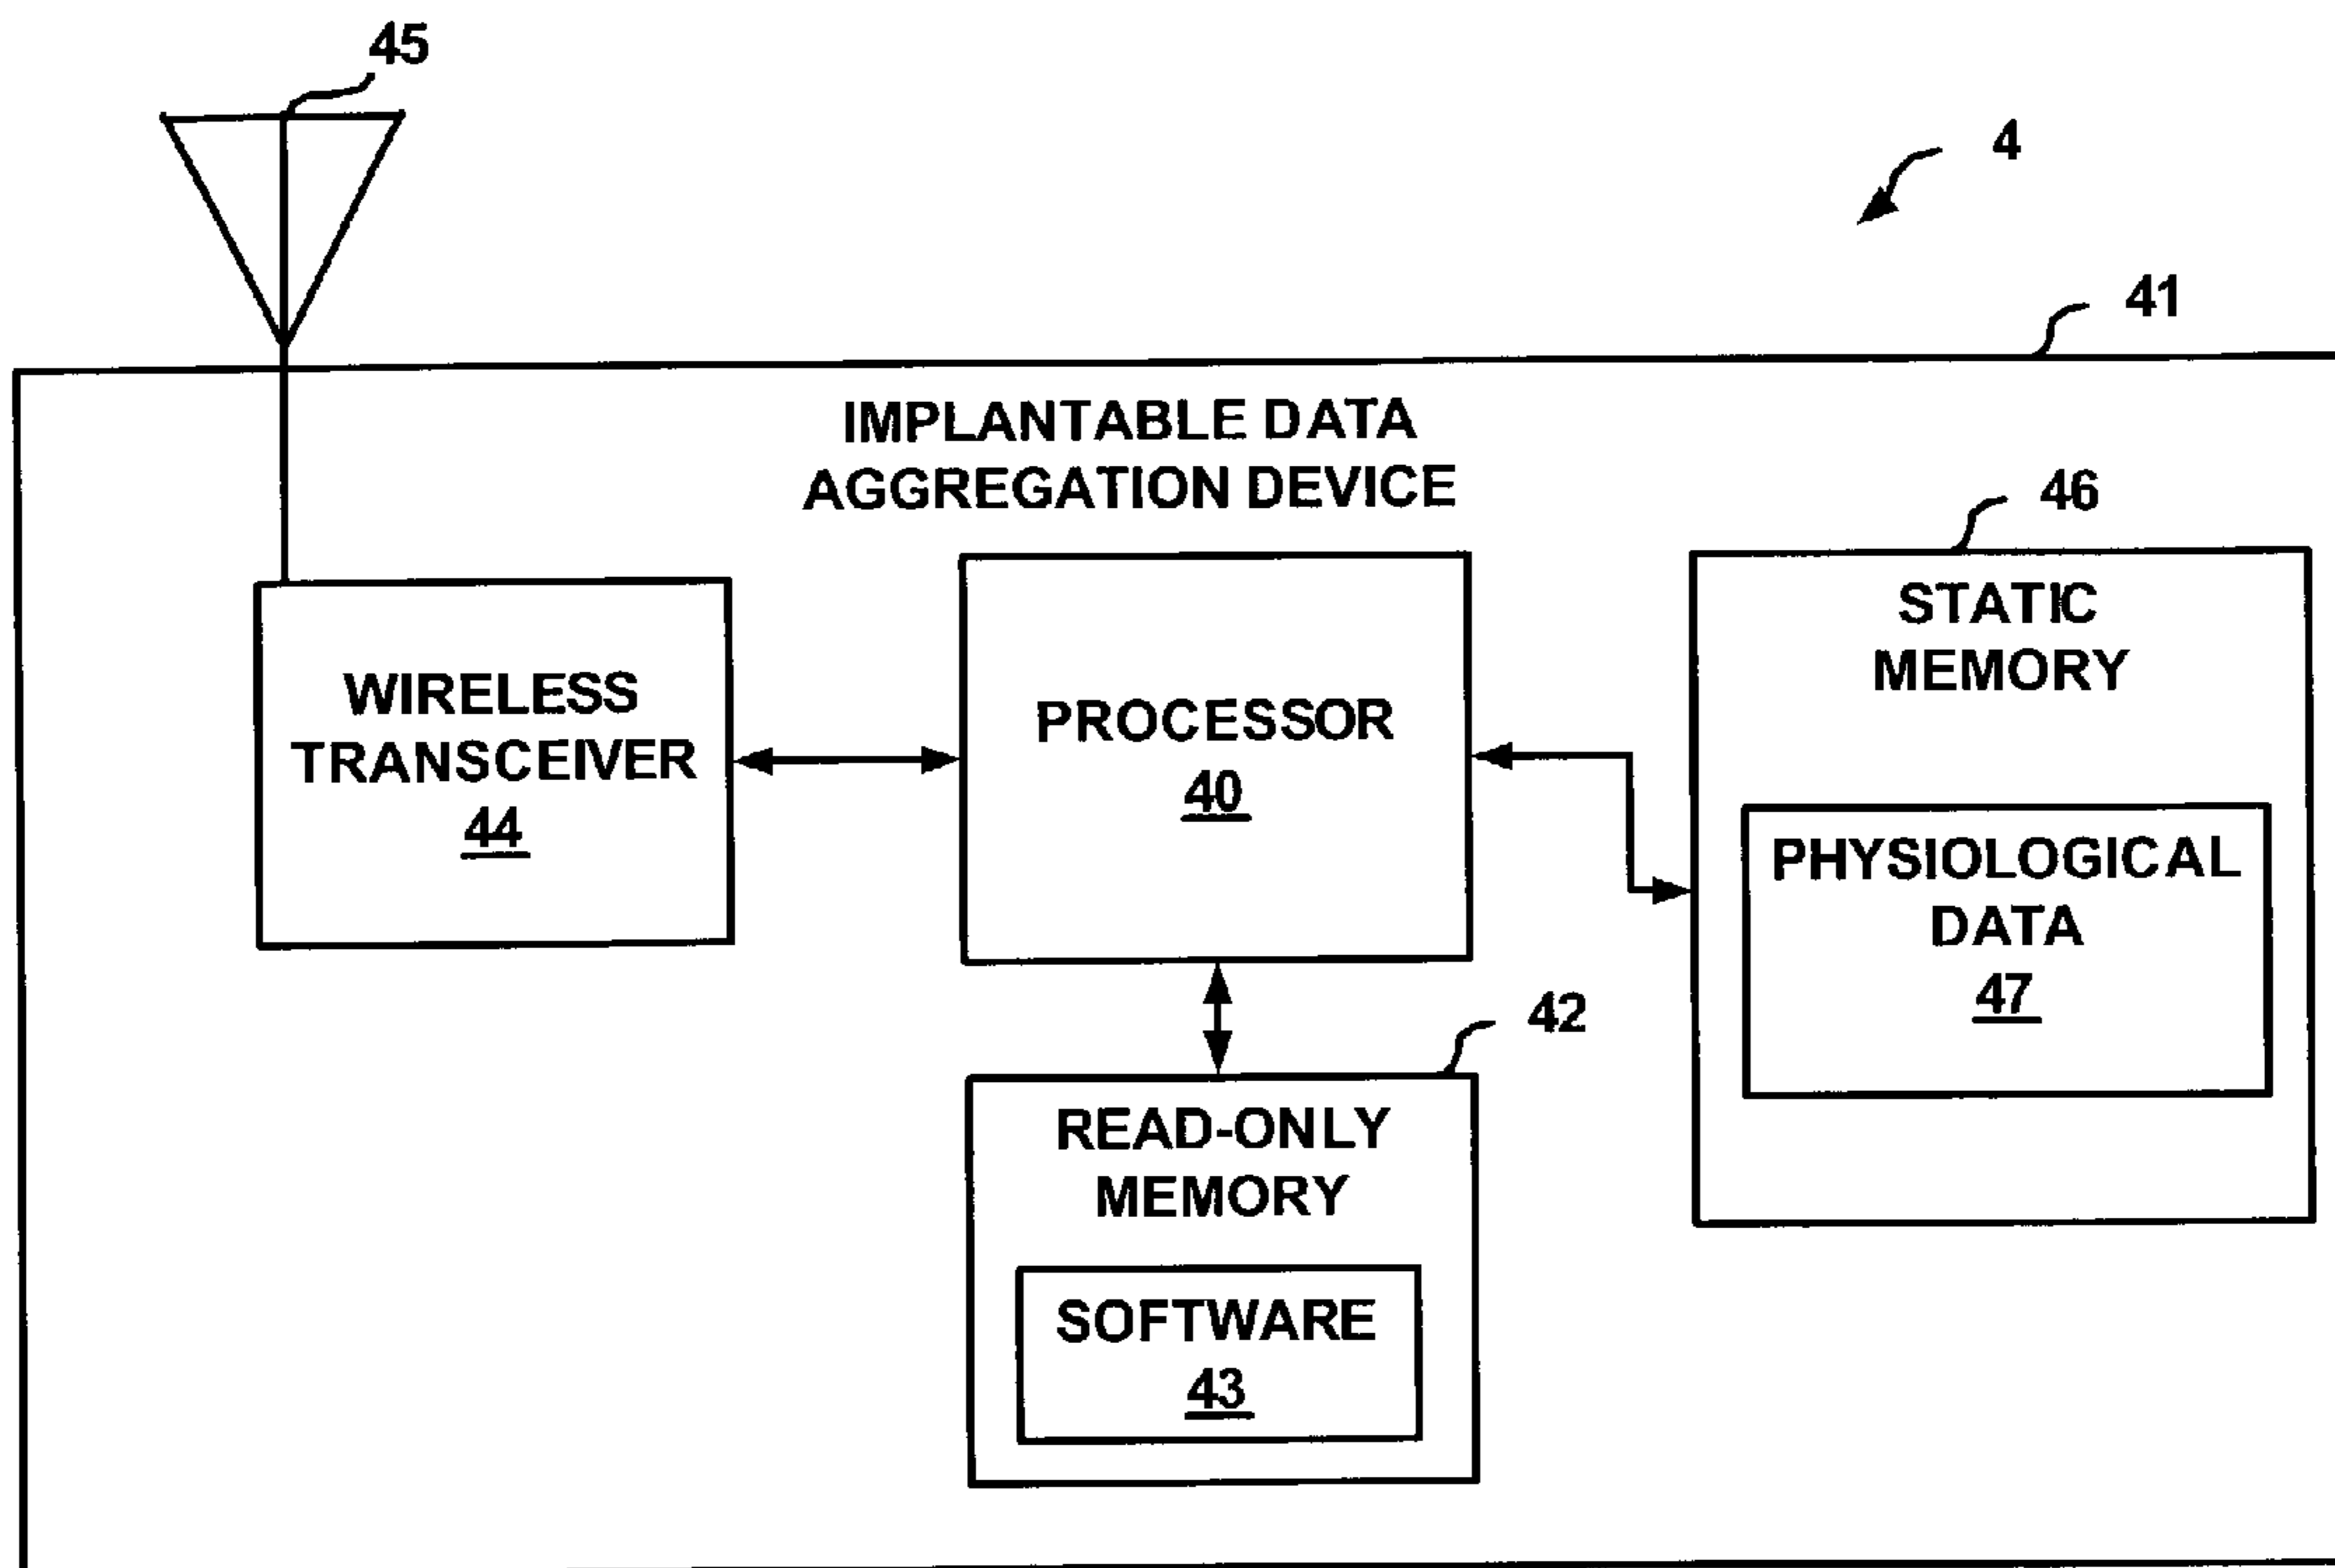 45
4
41
IMPLANTABLE DATA
AGGREGATION DEVICE
46
STATIC
MEMORY
WIRELESS
TRANSCEIVER
44
PROCESSOR
40
PHYSIOLOGICAL
DATA
47
42
READ-ONLY
MEMORY
SOFTWARE
43